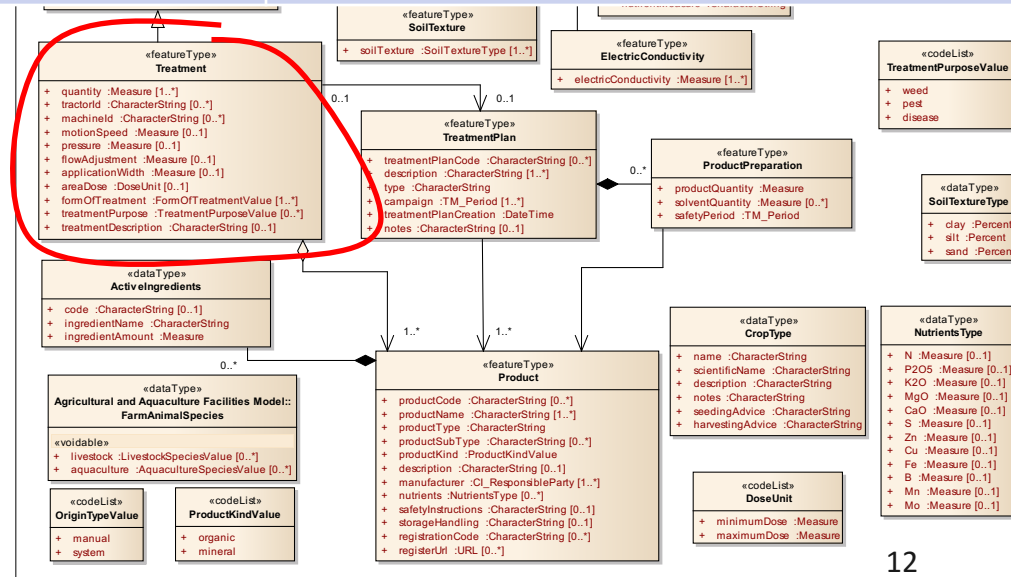 «featureType»
Treatment
+ quantity :Measure [1..*]
+ tractorId :CharacterString [0..*]
+ machineId :CharacterString [0..*]
+ motionSpeed :Measure [0..1]
+ pressure :Measure [0..1]
+ flowAdjustment :Measure [0..1]
+ applicationWidth :Measure [0..1]
+ areaDose :DoseUnit [0..1]
+ formOfTreatment :FormOfTreatmentValue [1..*]
+ treatmentPurpose :TreatmentPurposeValue [0..*]
+ treatmentDescription :CharacterString [0..1]
«featureType»
SoilTexture
+ soilTexture :SoilTextureType [1..*]
«featureType»
ElectricConductivity
+ electricConductivity :Measure [1..*]
«codeList»
TreatmentPurposeValue
+ weed
+ pest
+ disease
0..1
0..1
«featureType»
TreatmentPlan
+ treatmentPlanCode :CharacterString [0..*]
+ description :CharacterString [1..*]
+ type :CharacterString
+ campaign :TM_Period [1..*]
+ treatmentPlanCreation :DateTime
+ notes :CharacterString [0..1]
0..*
«featureType»
ProductPreparation
+ productQuantity :Measure
+ solventQuantity :Measure [0..*]
+ safetyPeriod :TM_Period
«dataType»
SoilTextureType
+ clay :Percent
+ silt :Percent
+ sand :Percen
«dataType»
ActiveIngredients
+ code :CharacterString [0..1]
+ ingredientName :CharacterString
+ ingredientAmount :Measure
0..*
1..*
1..*
«featureType»
Product
+ productCode :CharacterString [0..*]
+ productName :CharacterString [1..*]
+ productType :CharacterString
+ productSubType :CharacterString [0..*]
+ productKind :ProductKindValue
+ description :CharacterString [0..1]
+ manufacturer :CI_ResponsibleParty [1..*]
+ nutrients :NutrientsType [0..*]
+ safetyInstructions :CharacterString [0..1]
+ storageHandling :CharacterString [0..1]
+ registrationCode :CharacterString [0..1]
+ registerUrl :URL [0..*]
«dataType»
CropType
+ name :CharacterString
+ scientificName :CharacterString
+ description :CharacterString
+ notes :CharacterString
+ seedingAdvice :CharacterString
+ harvestingAdvice :CharacterString
«dataType»
NutrientsType
+ N :Measure [0..1]
+ P2O5 :Measure [0..1]
+ K2O :Measure [0..1]
+ MgO :Measure [0..1]
+ CaO :Measure [0..1]
+ S :Measure [0..1]
+ Zn :Measure [0..1]
+ Cu :Measure [0..1]
+ Fe :Measure [0..1]
+ B :Measure [0..1]
+ Mn :Measure [0..1]
+ Mo :Measure [0..1]
«dataType»
Agricultural and Aquaculture Facilities Model::
FarmAnimalSpecies
«voidable»
+ livestock :LivestockSpeciesValue [0..*]
+ aquaculture :AquacultureSpeciesValue [0..*]
«codeList»
OriginTypeValue
+ manual
+ system
«codeList»
ProductKindValue
+ organic
+ mineral
«codeList»
DoseUnit
+ minimumDose :Measure
+ maximumDose :Measure
12